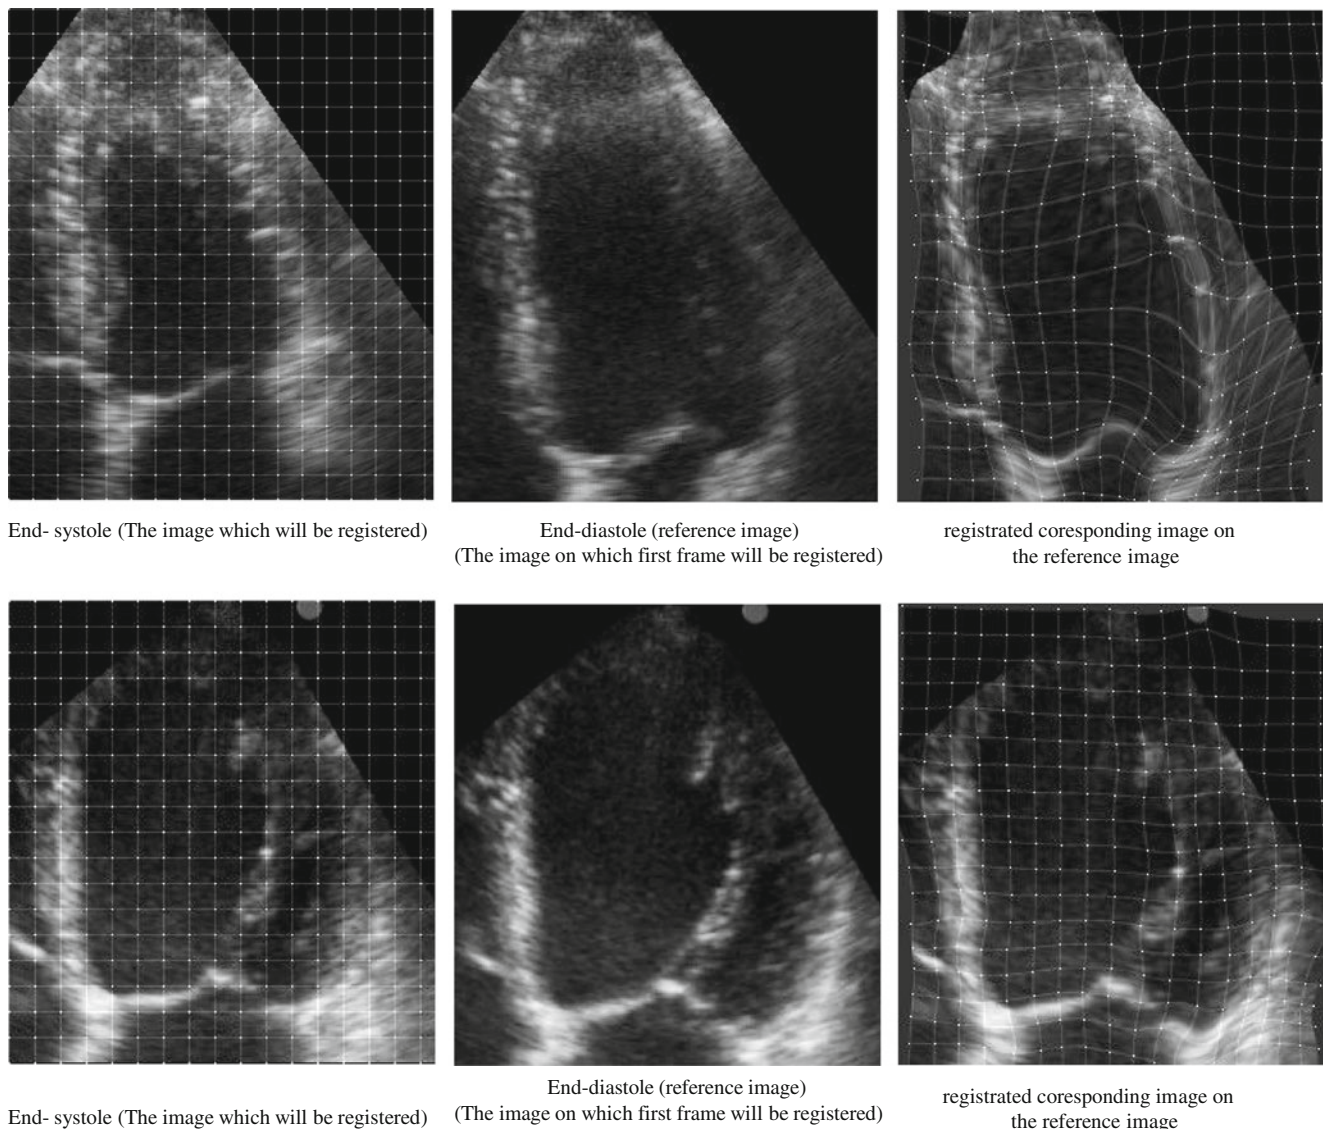 End- systole (The image which will be registered)
End-diastole (reference image)
(The image on which first frame will be registered)
registrated coresponding image on
the reference image
End- systole (The image which will be registered)
End-diastole (reference image)
(The image on which first frame will be registered)
registrated coresponding image on
the reference image